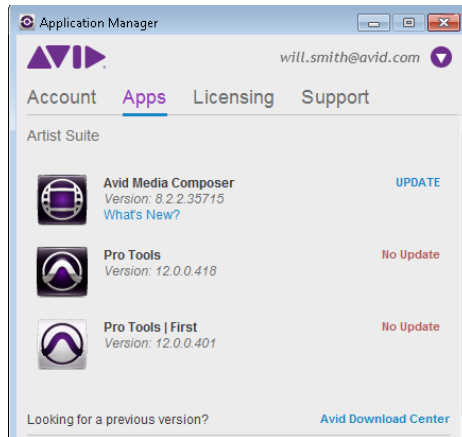 Application Manager
AVID
will.smith@avid.com
Account Apps Licensing Support
Artist Suite
Avid Media Composer UPDATE
Version: 8.2.2.35715
What's New?
Pro Tools No Update
Version: 12.0.0.418
Pro Tools | First No Update
Version: 12.0.0.401
Looking for a previous version? Avid Download Center